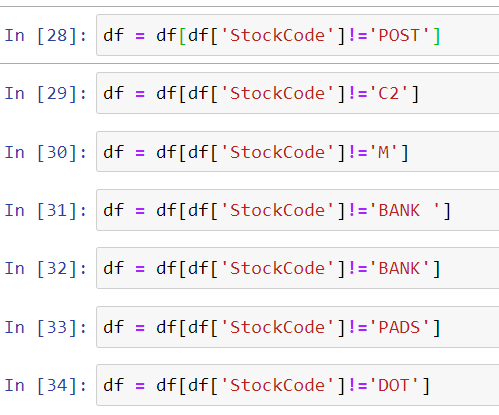 In [28]: df = df[df['StockCode']!='POST']
In [29]: df = df[df['StockCode']!='C2']
In [30]: df = df[df['StockCode']!='M']
In [31]: df = df[df['StockCode']!='BANK ']
In [32]: df = df[df['StockCode']!='BANK']
In [33]: df = df[df['StockCode']!='PADS']
In [34]: df = df[df['StockCode']!='DOT']